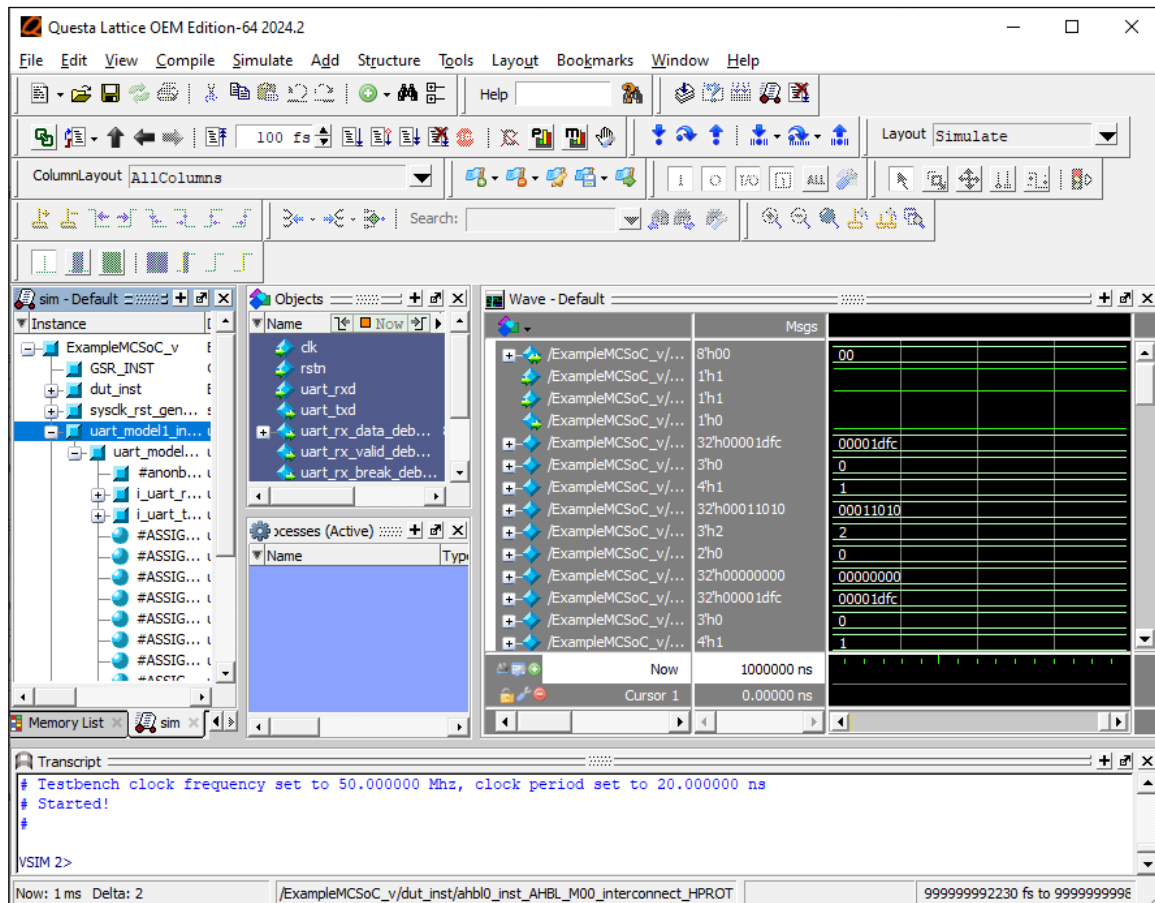 Questa Lattice OEM Edition-64 2024.2
File Edit View Compile Simulate Add Structure Tools Layout Bookmarks Window Help
Help
100 fs
Layout Simulate
ColumnLayout AllColumns
Search:
sim - Default
Instance
ExampleMCSoC_v
GSR_INST
dut_inst
sysclk_rst_gen...
uart_model1_in...
uart_model...
#anonb...
i_uart_r...
i_uart_t...
#ASSIG...
#ASSIG...
#ASSIG...
#ASSIG...
#ASSIG...
#ASSIG...
#ASSIG...
Memory List sim
Objects
Name Now
clk
rstn
uart_rxd
uart_txd
uart_rx_data_deb...
uart_rx_valid_deb...
uart_rx_break_deb...
ocesses (Active)
Name Type
Wave - Default
Msgs
/ExampleMCSoC_v/... 8'h00 00
/ExampleMCSoC_v/... 1'h1
/ExampleMCSoC_v/... 1'h1
/ExampleMCSoC_v/... 1'h0
/ExampleMCSoC_v/... 32'h00001dfc 00001dfc
/ExampleMCSoC_v/... 3'h0 0
/ExampleMCSoC_v/... 4'h1 1
/ExampleMCSoC_v/... 32'h00011010 00011010
/ExampleMCSoC_v/... 3'h2 2
/ExampleMCSoC_v/... 2'h0 0
/ExampleMCSoC_v/... 32'h00000000 00000000
/ExampleMCSoC_v/... 32'h00001dfc 00001dfc
/ExampleMCSoC_v/... 3'h0 0
/ExampleMCSoC_v/... 4'h1 1
Now 1000000 ns
Cursor 1 0.00000 ns
Transcript
# Testbench clock frequency set to 50.000000 Mhz, clock period set to 20.000000 ns
# Started!
#
VSIM 2>
Now: 1 ms Delta: 2 /ExampleMCSoC_v/dut_inst/ahbl0_inst_AHBL_M00_interconnect_HPROT 999999992230 fs to 9999999998